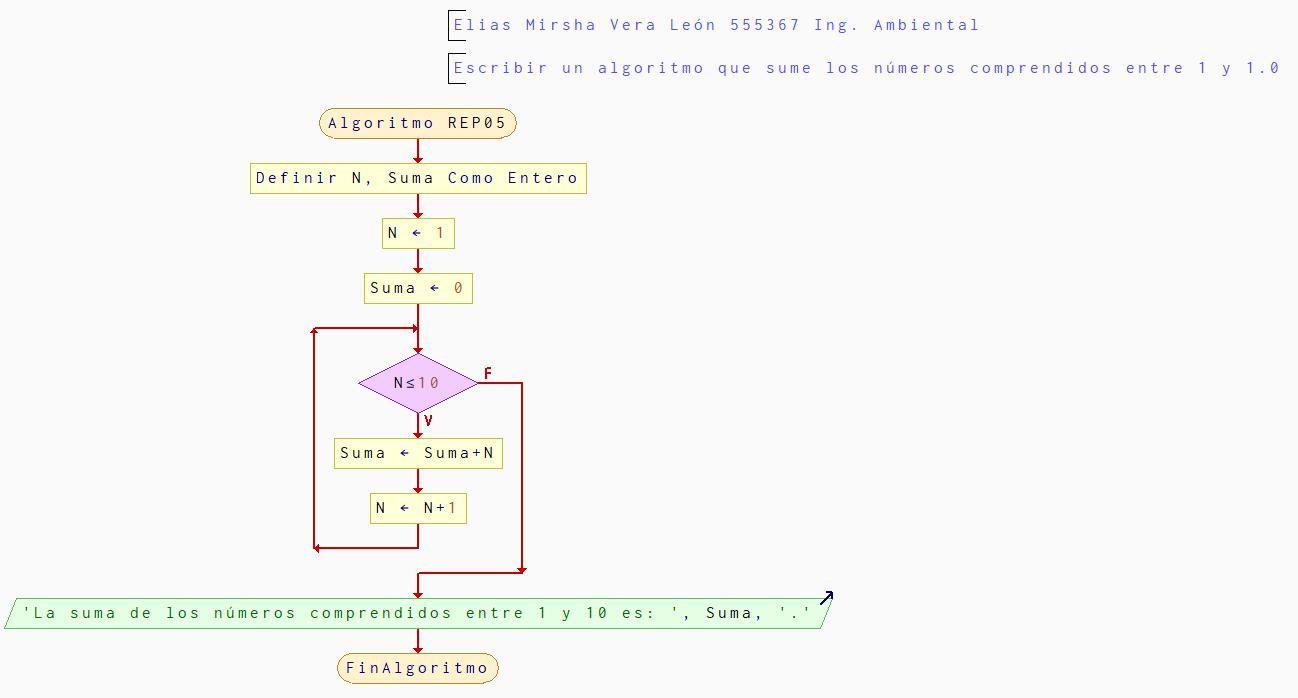 Elias Mirsha Vera León 555367 Ing. Ambiental
Escribir un algoritmo que sume los números comprendidos entre 1 y 1.0
Algoritmo REP05
Definir N, Suma Como Entero
N ← 1
Suma ← 0
N≤10
F
V
Suma ← Suma+N
N ← N+1
'La suma de los números comprendidos entre 1 y 10 es: ', Suma, '.'
FinAlgoritmo